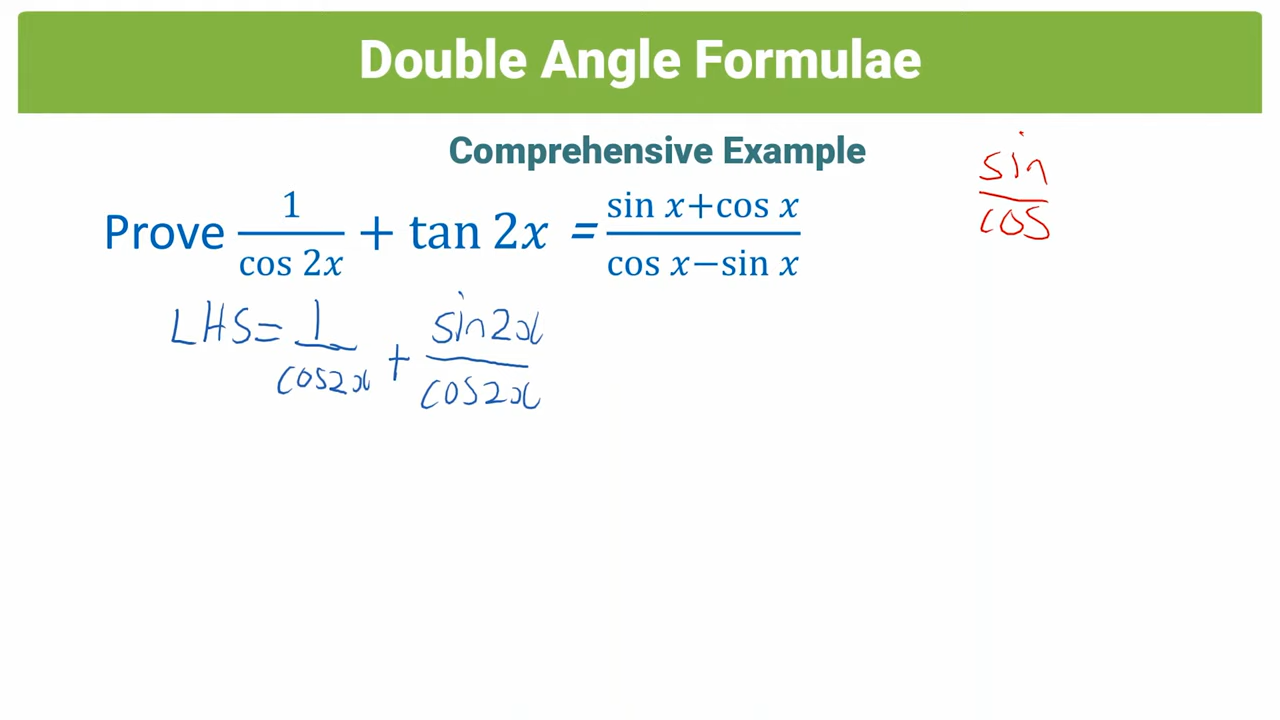 Double Angle Formulae
Comprehensive Example
sin
cos
Prove 1/cos 2x + tan 2x = sin x+cos x/cos x−sin x
LHS= 1/cos2x + sin2x/cos2x